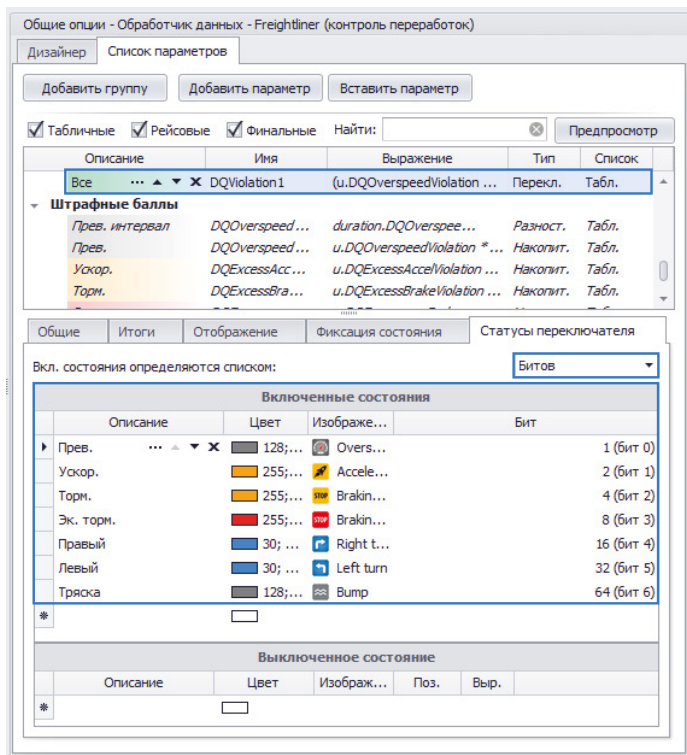 Общие опции - Обработчик данных - Freightliner (контроль переработок)
Дизайнер Список параметров
Добавить группу Добавить параметр Вставить параметр
Табличные Рейсовые Финальные Найти: Предпросмотр
Описание Имя Выражение Тип Список
Все ... DQViolation1 (u.DQOverspeedViolation ... Перекл. Табл.
Штрафные баллы
Прев. интервал DQOverspeed... duration.DQOverspee... Разност. Табл.
Прев. DQOverspeed... u.DQOverspeedViolation *... Накопит. Табл.
Ускор. DQExcessAcc... u.DQExcessAccelViolation ... Накопит. Табл.
Торм. DQExcessBra... u.DQExcessBrakeViolation ... Накопит. Табл.
Общие Итоги Отображение Фиксация состояния Статусы переключателя
Вкл. состояния определяются списком: Битов
Включенные состояния
Описание Цвет Изображе... Бит
Прев. ... 128;... Overs... 1 (бит 0)
Ускор. 255;... Accele... 2 (бит 1)
Торм. 255;... STOP Brakin... 4 (бит 2)
Эк. торм. 255;... STOP Brakin... 8 (бит 3)
Правый 30; ... Right t... 16 (бит 4)
Левый 30; ... Left turn 32 (бит 5)
Тряска 128;... Bump 64 (бит 6)
Выключенное состояние
Описание Цвет Изображ... Поз. Выр.